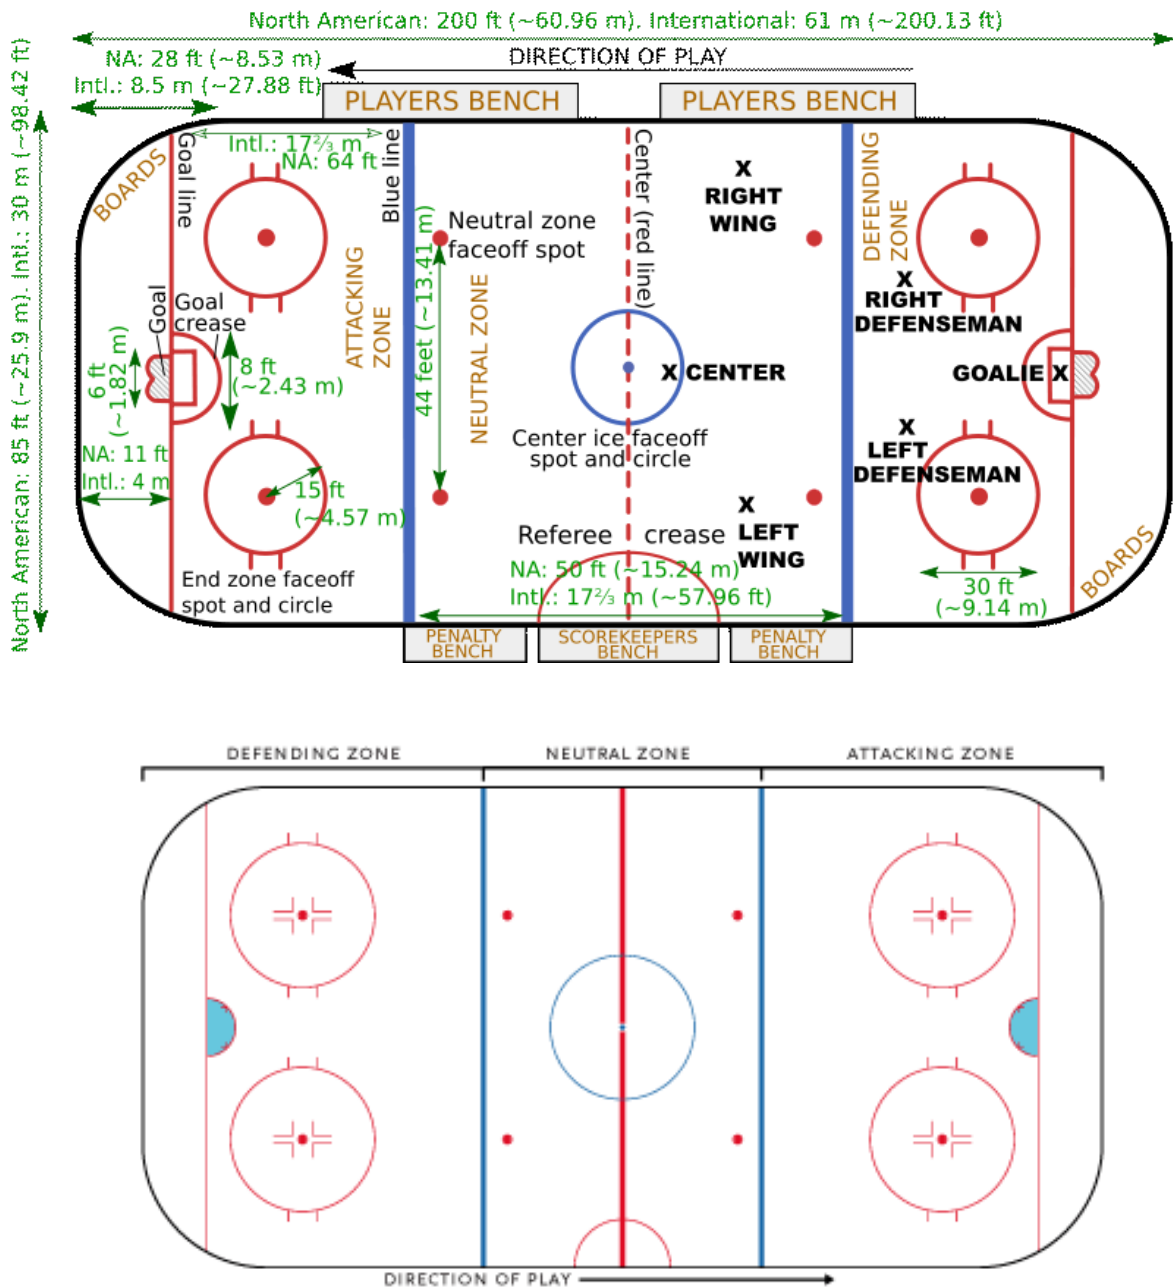 North American: 200 ft (~60.96 m). International: 61 m (~200.13 ft)
NA: 28 ft (~8.53 m)
Intl.: 8.5 m (~27.88 ft)
DIRECTION OF PLAY
PLAYERS BENCH
PLAYERS BENCH
North American: 85 ft (~25.9 m). Intl.: 30 m (~98.42 ft)
BOARDS
Goal line
Intl.: 17⅔ m
NA: 64 ft
Blue line
Center (red line)
DEFENDING
ZONE
X
RIGHT
WING
Neutral zone
faceoff spot
44 feet (~13.41 m)
NEUTRAL ZONE
ATTACKING
ZONE
X
RIGHT
DEFENSEMAN
Goal
Goal
crease
6 ft
(~1.82 m)
8 ft
(~2.43 m)
X CENTER
GOALIE X
Center ice faceoff
spot and circle
X
LEFT
DEFENSEMAN
NA: 11 ft
Intl.: 4 m
15 ft
(~4.57 m)
X
LEFT
WING
Referee crease
NA: 50 ft (~15.24 m)
Intl.: 17⅔ m (~57.96 ft)
End zone faceoff
spot and circle
30 ft
(~9.14 m)
BOARDS
PENALTY
BENCH
SCOREKEEPERS
BENCH
PENALTY
BENCH
DEFENDING ZONE
NEUTRAL ZONE
ATTACKING ZONE
DIRECTION OF PLAY